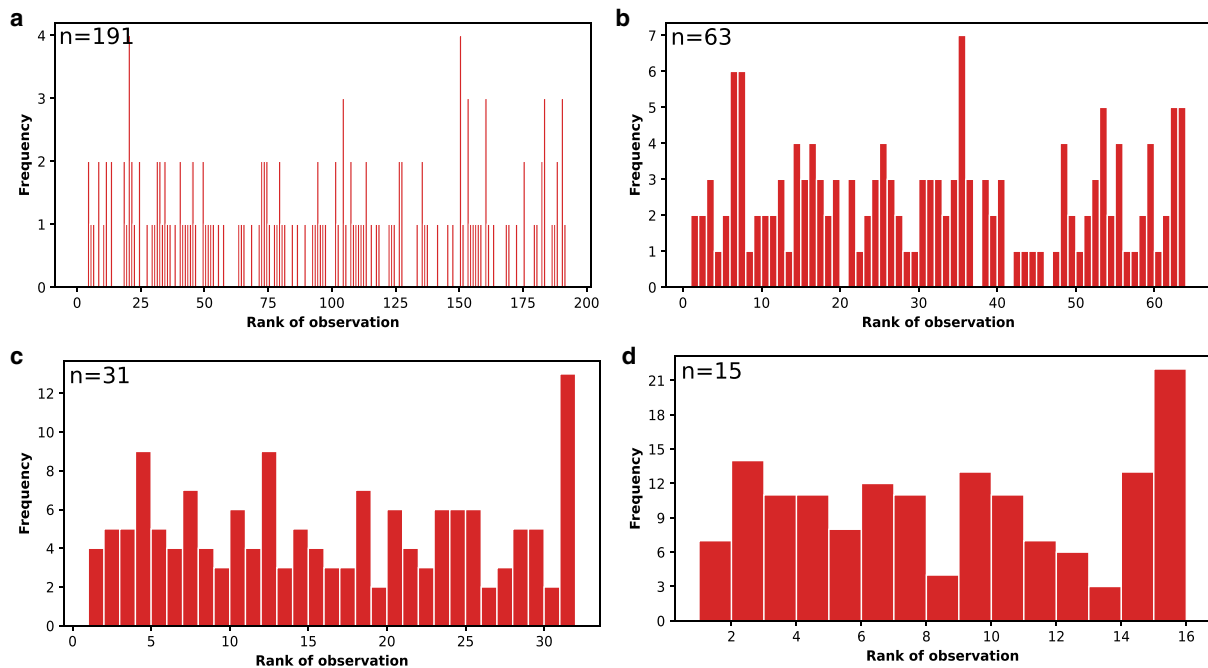 a
n=191
4
3
2
1
0
Frequency
0 25 50 75 100 125 150 175 200
Rank of observation
b
n=63
7
6
5
4
3
2
1
0
Frequency
0 10 20 30 40 50 60
Rank of observation
c
n=31
12
10
8
6
4
2
0
Frequency
0 5 10 15 20 25 30
Rank of observation
d
n=15
21
18
15
12
9
6
3
0
Frequency
2 4 6 8 10 12 14 16
Rank of observation